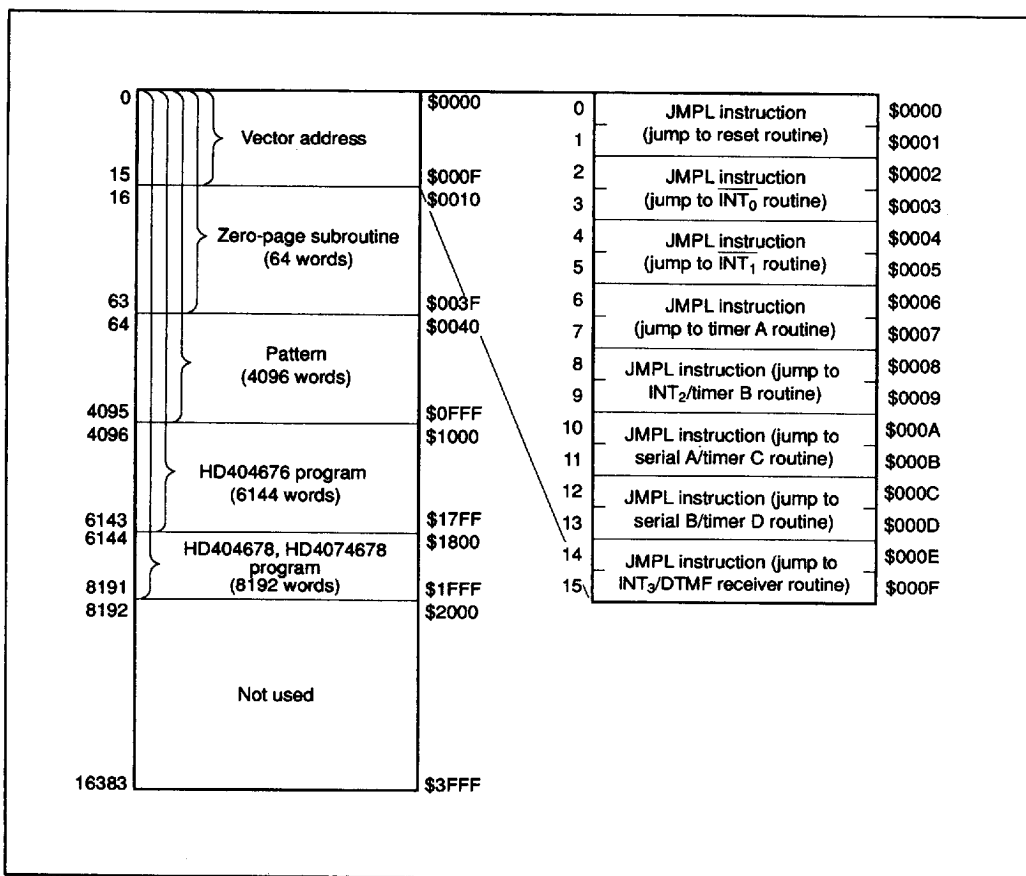 0
$0000
Vector address
15
$000F
16
$0010
Zero-page subroutine
(64 words)
63
$003F
64
$0040
Pattern
(4096 words)
4095
$0FFF
4096
$1000
HD404676 program
(6144 words)
6143
$17FF
6144
$1800
HD404678, HD4074678
program
(8192 words)
8191
$1FFF
8192
$2000
Not used
16383
$3FFF
0
JMPL instruction
$0000
1
(jump to reset routine)
$0001
2
JMPL instruction
$0002
3
(jump to INT0 routine)
$0003
4
JMPL instruction
$0004
5
(jump to INT1 routine)
$0005
6
JMPL instruction
$0006
7
(jump to timer A routine)
$0007
8
JMPL instruction (jump to
$0008
9
INT2/timer B routine)
$0009
10
JMPL instruction (jump to
$000A
11
serial A/timer C routine)
$000B
12
JMPL instruction (jump to
$000C
13
serial B/timer D routine)
$000D
14
JMPL instruction (jump to
$000E
15
INT3/DTMF receiver routine)
$000F